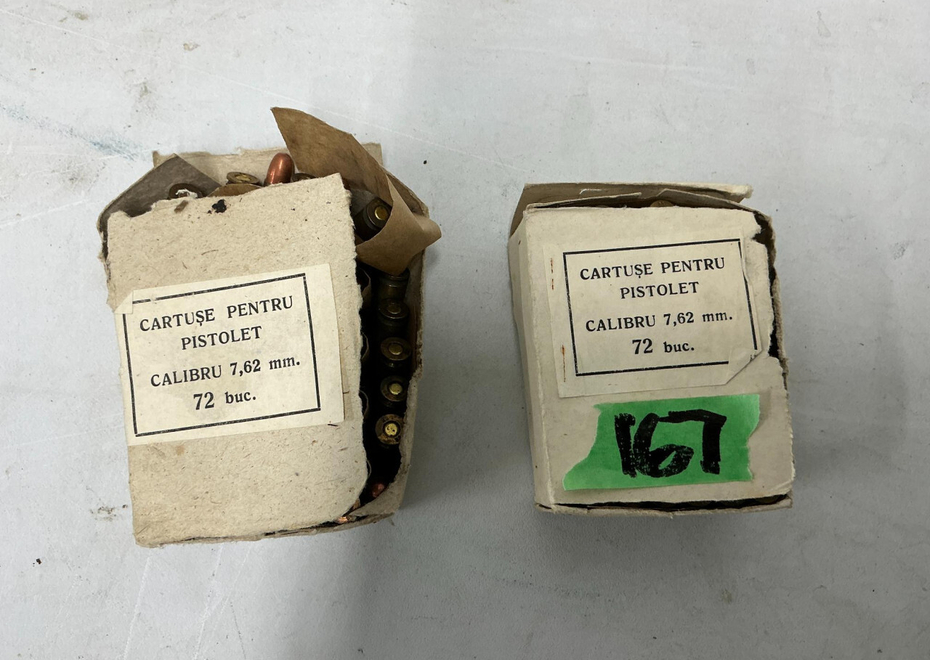 CARTUȘE PENTRU
PISTOLET
CALIBRU 7,62 mm.
72 buc.
CARTUȘE PENTRU
PISTOLET
CALIBRU 7,62 mm.
72 buc.
167